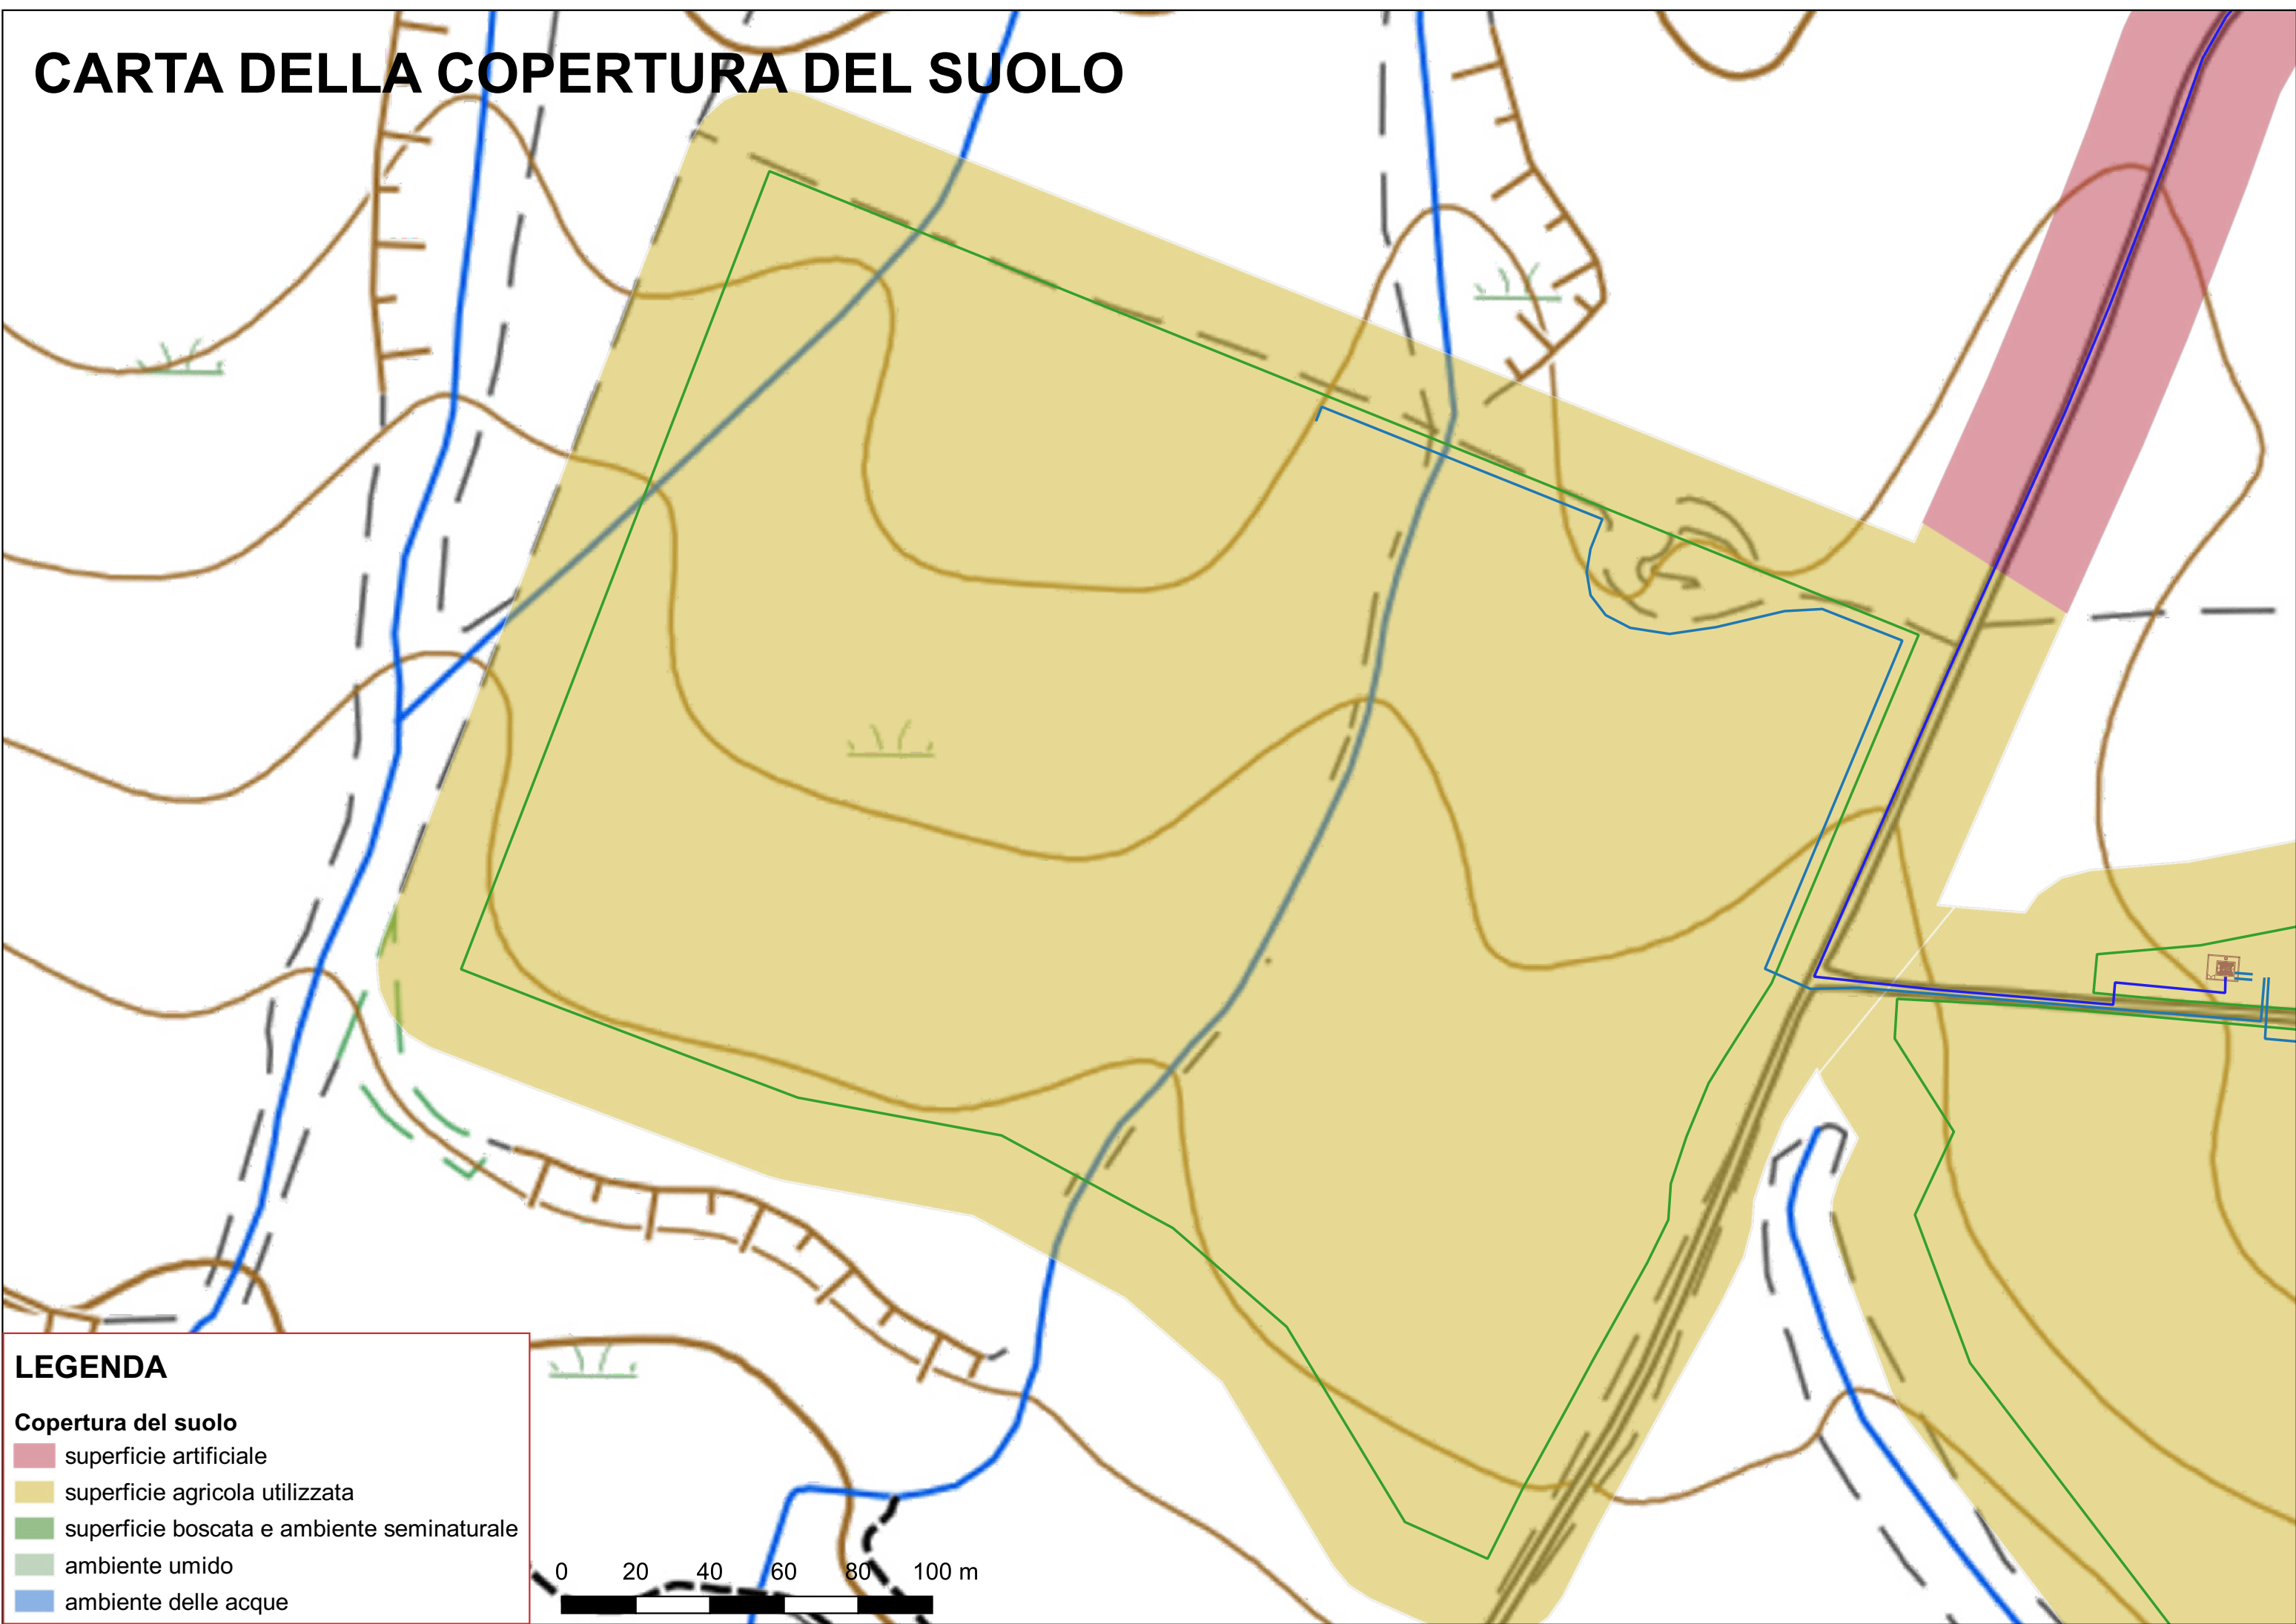 CARTA DELLA COPERTURA DEL SUOLO
LEGENDA
Copertura del suolo
superficie artificiale
superficie agricola utilizzata
superficie boscata e ambiente seminaturale
ambiente umido
ambiente delle acque
0 20 40 60 80 100 m